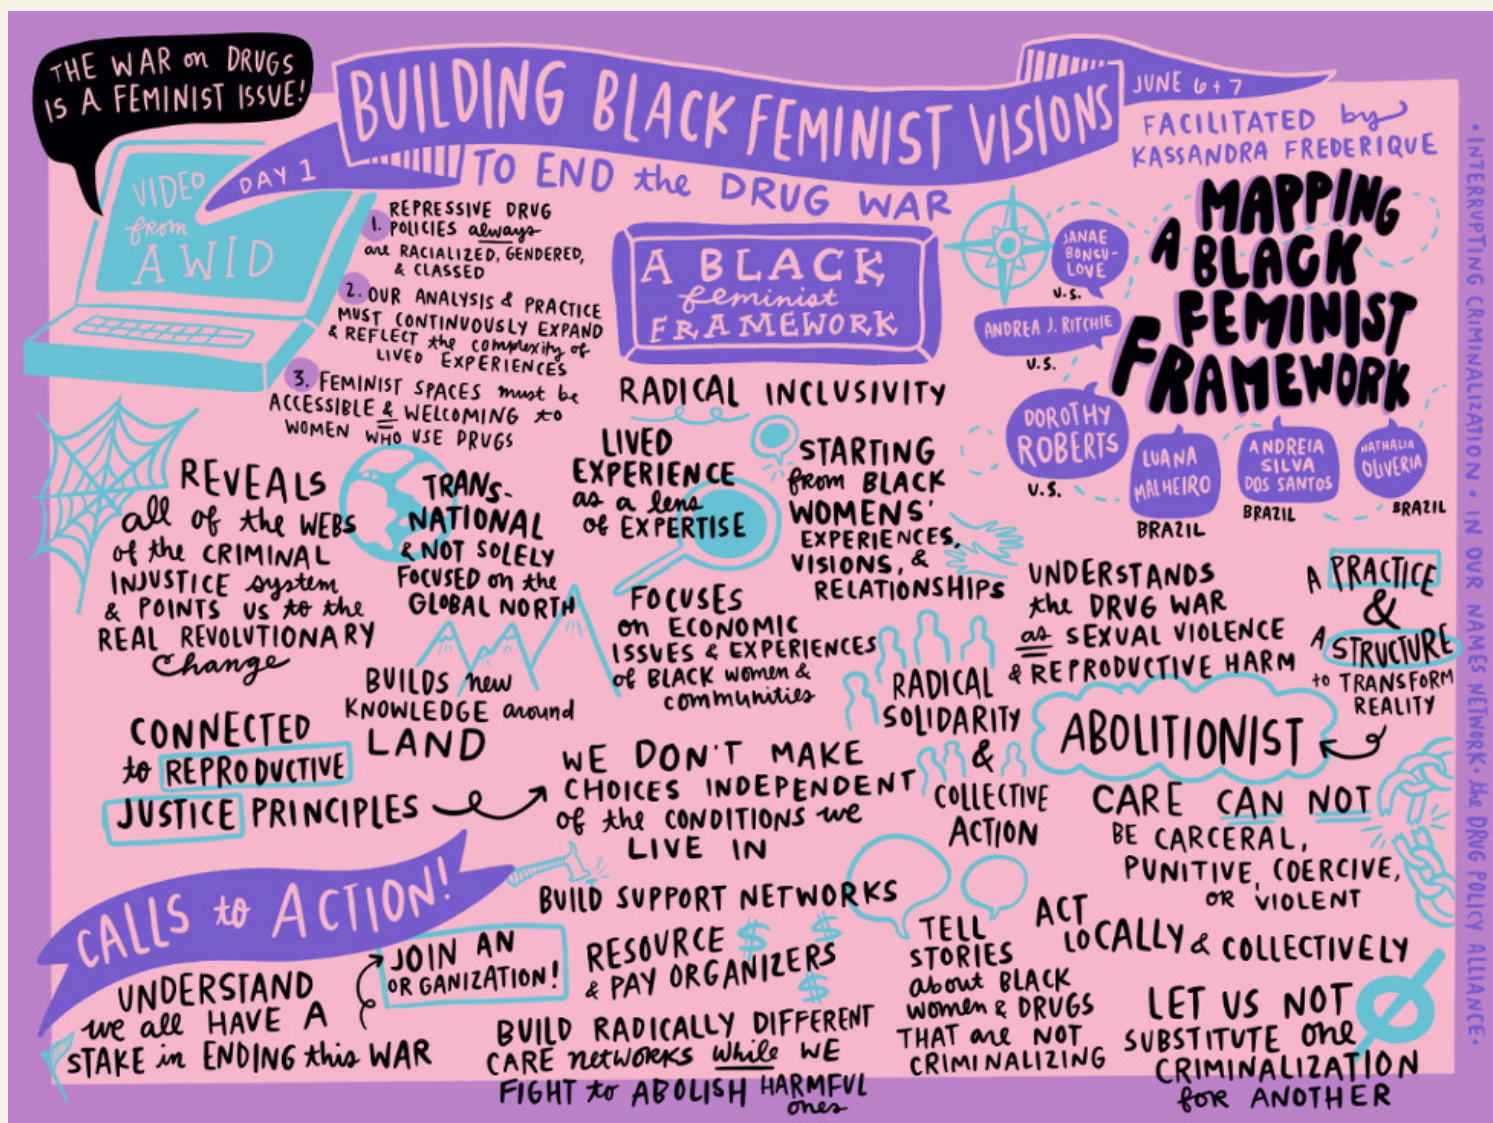 THE WAR on DRUGS
IS A FEMINIST ISSUE!
VIDEO
from
AWID
DAY 1
BUILDING BLACK FEMINIST VISIONS
TO END the DRUG WAR
JUNE 6+7
FACILITATED by
KASSANDRA FREDERIQUE
1. REPRESSIVE DRUG
POLICIES always
are RACIALIZED, GENDERED,
& CLASSED
2. OUR ANALYSIS & PRACTICE
MUST CONTINUOUSLY EXPAND
& REFLECT the complexity of
LIVED EXPERIENCES
3. FEMINIST SPACES must be
ACCESSIBLE & WELCOMING to
WOMEN WHO USE DRUGS
A BLACK
feminist
FRAMEWORK
MAPPING
A BLACK
FEMINIST
FRAMEWORK
JANAE
BONSU-
LOVE
U.S.
ANDREA J. RITCHIE
U.S.
DOROTHY
ROBERTS
U.S.
LUANA
MALHEIRO
BRAZIL
ANDREIA
SILVA
DOS SANTOS
BRAZIL
NATHALIA
OLIVERIA
BRAZIL
RADICAL INCLUSIVITY
REVEALS
all of the WEBS
of the CRIMINAL
INJUSTICE system
& POINTS US to the
REAL REVOLUTIONARY
Change
TRANS-
NATIONAL
& NOT SOLELY
FOCUSED on the
GLOBAL NORTH
LIVED
EXPERIENCE
as a lens
of EXPERTISE
STARTING
from BLACK
WOMENS'
EXPERIENCES,
VISIONS, &
RELATIONSHIPS
FOCUSES
on ECONOMIC
ISSUES & EXPERIENCES
of BLACK women &
communities
UNDERSTANDS
the DRUG WAR
as SEXUAL VIOLENCE
& REPRODUCTIVE HARM
A PRACTICE
&
A STRUCTURE
to TRANSFORM
REALITY
BUILDS new
KNOWLEDGE around
LAND
RADICAL
SOLIDARITY
&
COLLECTIVE
ACTION
ABOLITIONIST
CONNECTED
to REPRODUCTIVE
JUSTICE PRINCIPLES
WE DON'T MAKE
CHOICES INDEPENDENT
of the CONDITIONS we
LIVE IN
CARE CAN NOT
BE CARCERAL,
PUNITIVE, COERCIVE,
OR VIOLENT
CALLS to ACTION!
UNDERSTAND
we all HAVE A
STAKE in ENDING this WAR
JOIN AN
ORGANIZATION!
BUILD SUPPORT NETWORKS
RESOURCE $ $
& PAY ORGANIZERS
$
BUILD RADICALLY DIFFERENT
CARE networks while WE
FIGHT to ABOLISH HARMFUL
ones
TELL
STORIES
about BLACK
women & DRUGS
THAT are NOT
CRIMINALIZING
ACT
LOCALLY & COLLECTIVELY
LET US NOT
SUBSTITUTE one
CRIMINALIZATION
for ANOTHER
• INTERRUPTING CRIMINALIZATION • IN OUR NAMES NETWORK • the DRUG POLICY ALLIANCE •